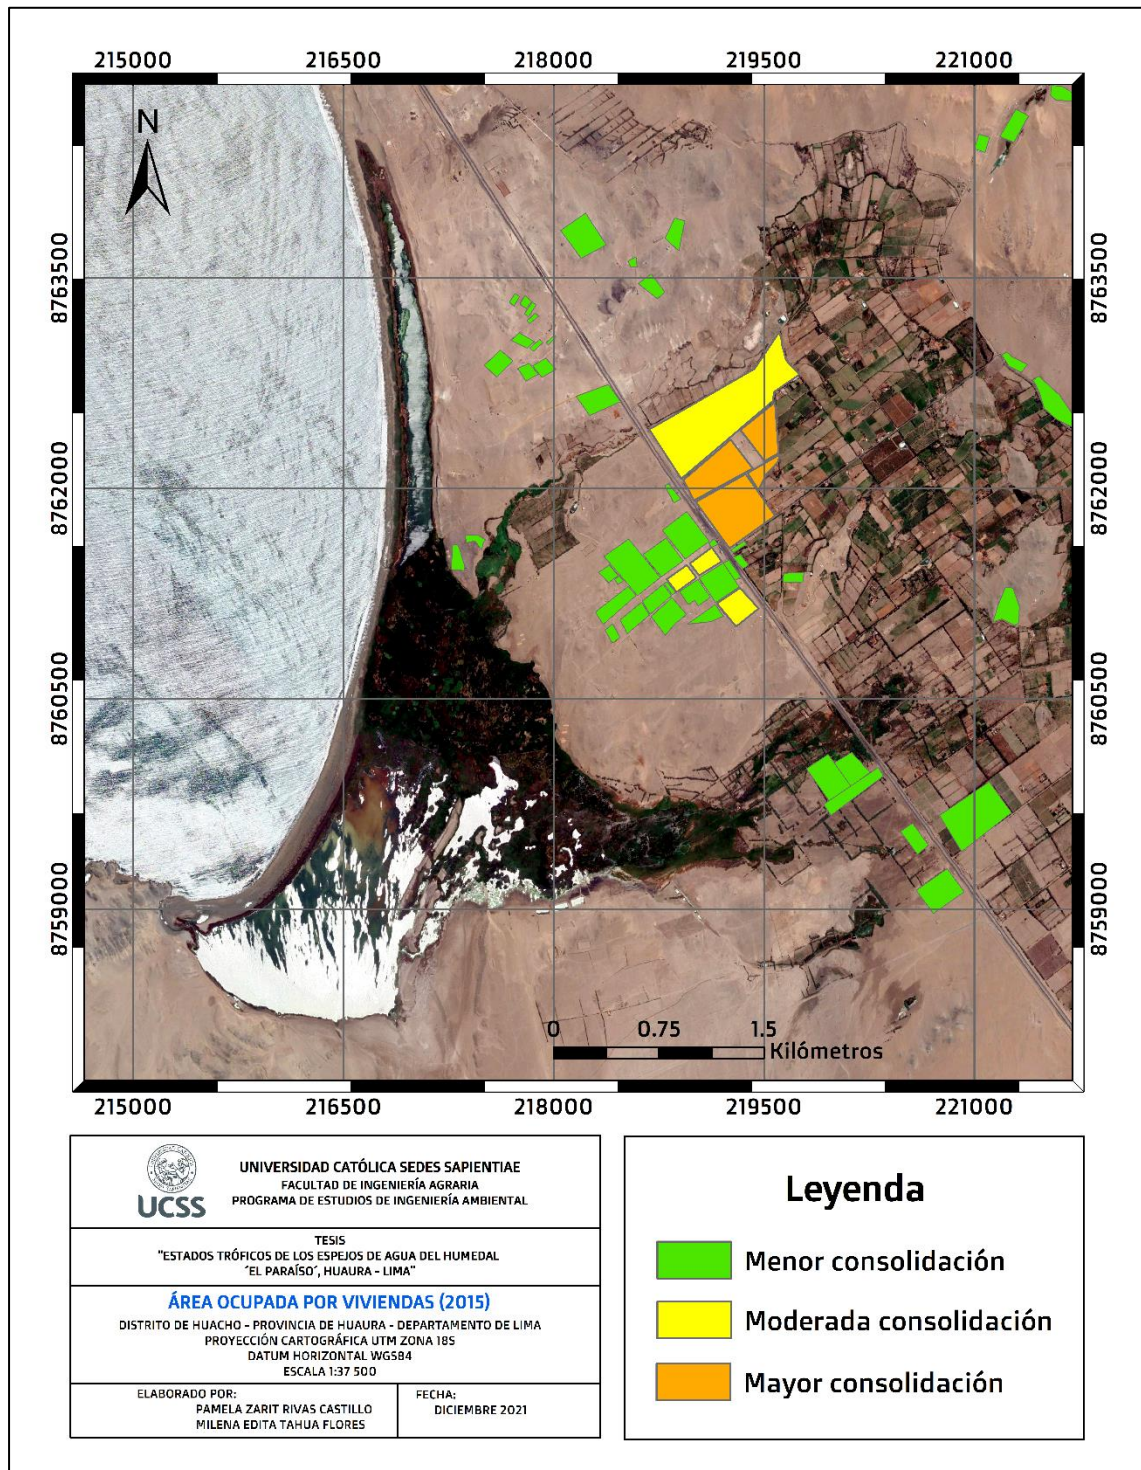 215000 216500 218000 219500 221000
N
8763500 8763500
8762000 8762000
8760500 8760500
8759000 8759000
0 0.75 1.5
Kilómetros
215000 216500 218000 219500 221000
UCSS
UNIVERSIDAD CATÓLICA SEDES SAPIENTIAE
FACULTAD DE INGENIERÍA AGRARIA
PROGRAMA DE ESTUDIOS DE INGENIERÍA AMBIENTAL
TESIS
"ESTADOS TRÓFICOS DE LOS ESPEJOS DE AGUA DEL HUMEDAL
´EL PARAÍSO´, HUAURA - LIMA"
ÁREA OCUPADA POR VIVIENDAS (2015)
DISTRITO DE HUACHO - PROVINCIA DE HUAURA - DEPARTAMENTO DE LIMA
PROYECCIÓN CARTOGRÁFICA UTM ZONA 18S
DATUM HORIZONTAL WGS84
ESCALA 1:37 500
ELABORADO POR:
PAMELA ZARIT RIVAS CASTILLO
MILENA EDITA TAHUA FLORES
FECHA:
DICIEMBRE 2021
Leyenda
Menor consolidación
Moderada consolidación
Mayor consolidación